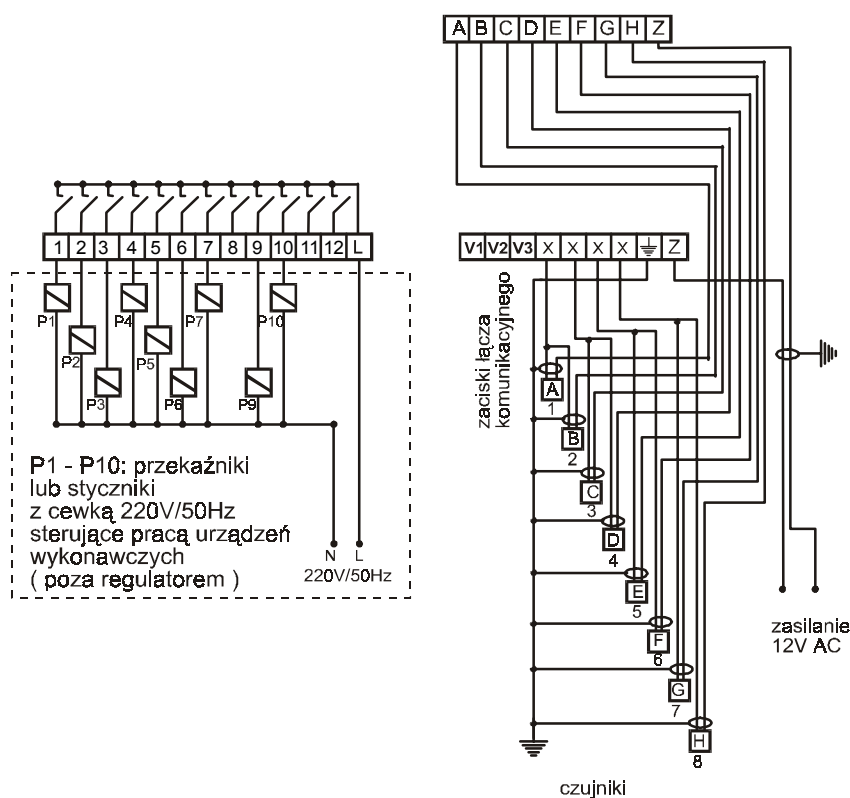 A B C D E F G H Z
1 2 3 4 5 6 7 8 9 10 11 12 L
V1 V2 V3 X X X X Z
P1
P4
P7
P10
P2
P5
P3
P6
P9
zaciski łącza
komunikacyjnego
P1 - P10: przekaźniki
lub styczniki
z cewką 220V/50Hz
sterujące pracą urządzeń
wykonawczych
( poza regulatorem )
N L
220V/50Hz
A
1
B
2
C
3
D
4
E
5
F
6
G
7
H
8
zasilanie
12V AC
czujniki